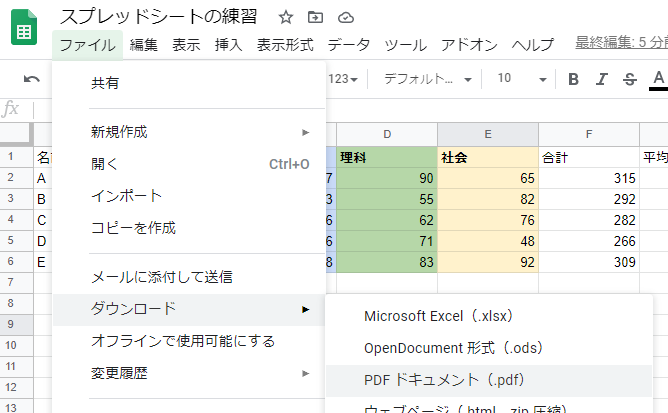 スプレッドシートの練習
ファイル 編集 表示 挿入 表示形式 データ ツール アドオン ヘルプ 最終編集: 5 分前
123 デフォルト... 10 B I S A
fx
D E F
1 名 理科 社会 合計 平均
2 A 7 90 65 315
3 B 3 55 82 292
4 C 6 62 76 282
5 D 6 71 48 266
6 E 8 83 92 309
7
8
9
10
11
12
13
共有
新規作成
開く Ctrl+O
インポート
コピーを作成
メールに添付して送信
ダウンロード
オフラインで使用可能にする
変更履歴
Microsoft Excel（.xlsx）
OpenDocument 形式（.ods）
PDF ドキュメント（.pdf）
ウェブページ（.html、zip 圧縮）